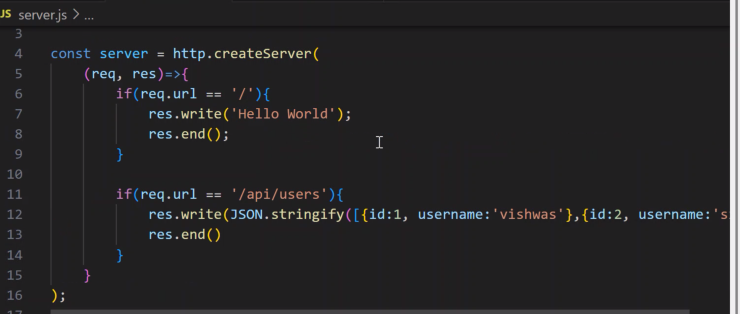 JS server.js > ...
3
4 const server = http.createServer(
5 (req, res)=>{
6 if(req.url == '/'){
7 res.write('Hello World');
8 res.end();
9 }
10
11 if(req.url == '/api/users'){
12 res.write(JSON.stringify([{id:1, username:'vishwas'},{id:2, username:'s
13 res.end()
14 }
15 }
16 );
17